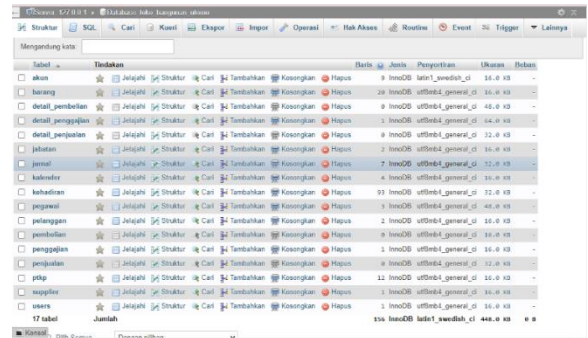 Server: 127.0.0.1 » Database: toko bangunan
Struktur SQL Cari Kueri Ekspor Impor Operasi Hak Akses Routine Event Trigger Lainnya
Mengandung kata:
Tabel Tindakan Baris Jenis Penyortiran Ukuran Beban
akun Jelajahi Struktur Cari Tambahkan Kosongkan Hapus 9 InnoDB latin1_swedish_ci 16.0 KB -
barang Jelajahi Struktur Cari Tambahkan Kosongkan Hapus 20 InnoDB utf8mb4_general_ci 16.0 KB -
detail_pembelian Jelajahi Struktur Cari Tambahkan Kosongkan Hapus InnoDB utf8mb4_general_ci 48.0 KB -
detail_penggajian Jelajahi Struktur Cari Tambahkan Kosongkan Hapus InnoDB utf8mb4_general_ci 64.0 KB -
detail_penjualan Jelajahi Struktur Cari Tambahkan Kosongkan Hapus InnoDB utf8mb4_general_ci 32.0 KB -
jabatan Jelajahi Struktur Cari Tambahkan Kosongkan Hapus 2 InnoDB utf8mb4_general_ci 16.0 KB -
jurnal Jelajahi Struktur Cari Tambahkan Kosongkan Hapus 7 InnoDB utf8mb4_general_ci 32.0 KB -
kalender Jelajahi Struktur Cari Tambahkan Kosongkan Hapus InnoDB utf8mb4_general_ci 16.0 KB -
kehadiran Jelajahi Struktur Cari Tambahkan Kosongkan Hapus 93 InnoDB utf8mb4_general_ci 32.0 KB -
pegawai Jelajahi Struktur Cari Tambahkan Kosongkan Hapus InnoDB utf8mb4_general_ci 48.0 KB -
pelanggan Jelajahi Struktur Cari Tambahkan Kosongkan Hapus 2 InnoDB utf8mb4_general_ci 16.0 KB -
pembelian Jelajahi Struktur Cari Tambahkan Kosongkan Hapus InnoDB utf8mb4_general_ci 16.0 KB -
penggajian Jelajahi Struktur Cari Tambahkan Kosongkan Hapus 1 InnoDB utf8mb4_general_ci 16.0 KB -
penjualan Jelajahi Struktur Cari Tambahkan Kosongkan Hapus InnoDB utf8mb4_general_ci 32.0 KB -
ptkp Jelajahi Struktur Cari Tambahkan Kosongkan Hapus 12 InnoDB utf8mb4_general_ci 16.0 KB -
supplier Jelajahi Struktur Cari Tambahkan Kosongkan Hapus 1 InnoDB utf8mb4_general_ci 16.0 KB -
users Jelajahi Struktur Cari Tambahkan Kosongkan Hapus 1 InnoDB utf8mb4_general_ci 16.0 KB -
17 tabel Jumlah 156 InnoDB latin1_swedish_ci 448.0 KB 0 B
Konsol Pilih Semua Dengan pilihan: